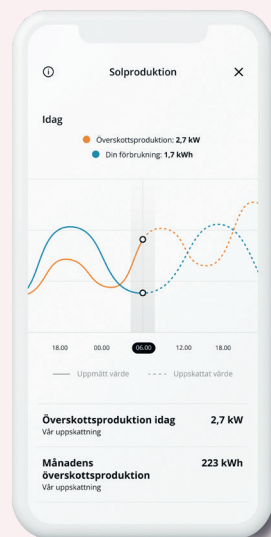 Solproduktion
Idag
Överskottsproduktion: 2,7 kW
Din förbrukning: 1,7 kWh
18.00 00.00 06.00 12.00 18.00
Uppmätt värde Uppskattat värde
Överskottsproduktion idag 2,7 kW
Vår uppskattning
Månadens 223 kWh
överskottsproduktion
Vår uppskattning